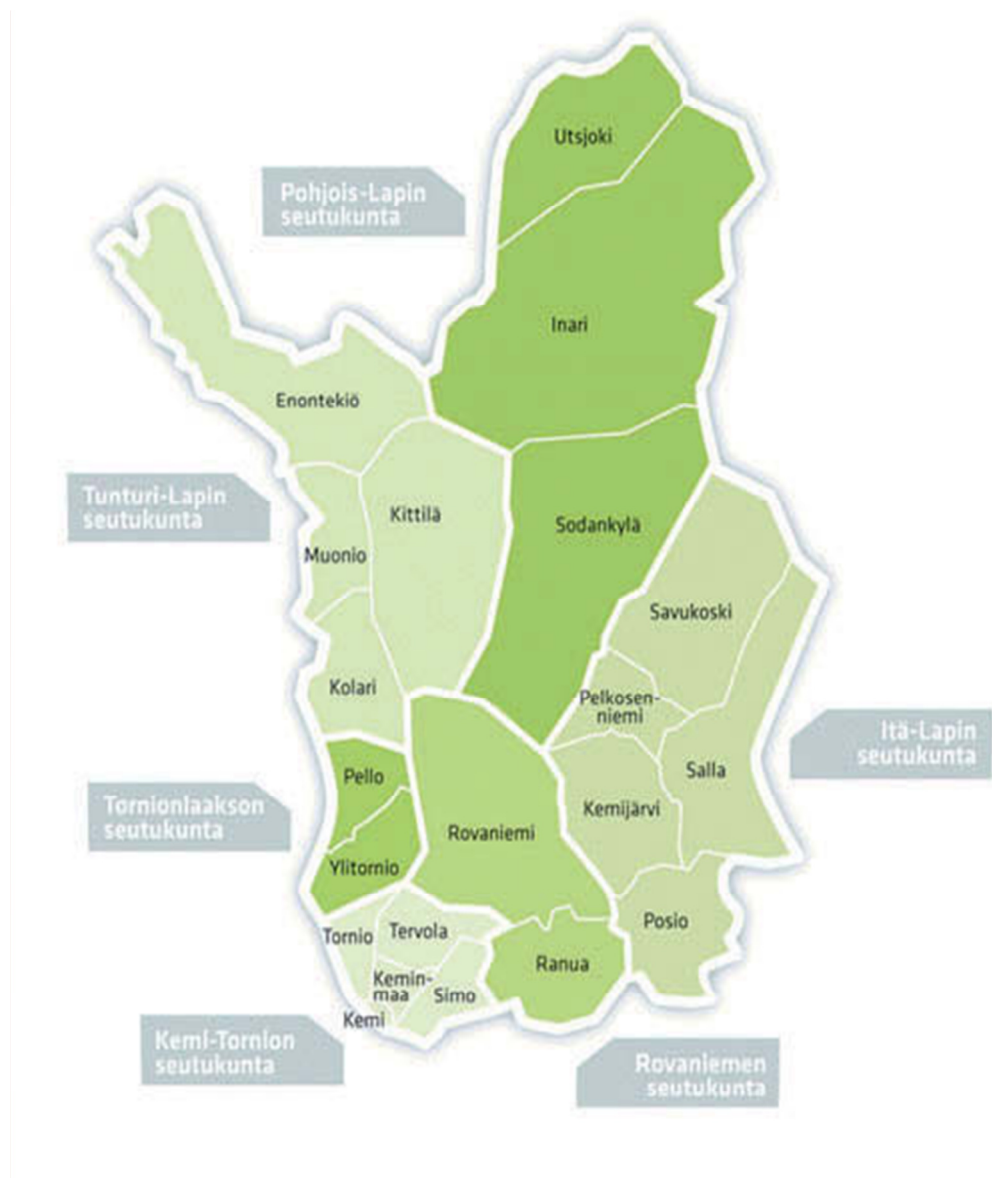 Utsjoki
Pohjois-Lapin
seutukunta
Inari
Enontekiö
Tunturi-Lapin
seutukunta
Kittilä
Sodankylä
Muonio
Savukoski
Kolari
Pelkosen-
niemi
Itä-Lapin
seutukunta
Pello
Salla
Tornionlaakson
seutukunta
Kemijärvi
Rovaniemi
Ylitornio
Posio
Tornio
Tervola
Ranua
Kemin-
maa
Simo
Kemi
Kemi-Tornion
seutukunta
Rovaniemen
seutukunta